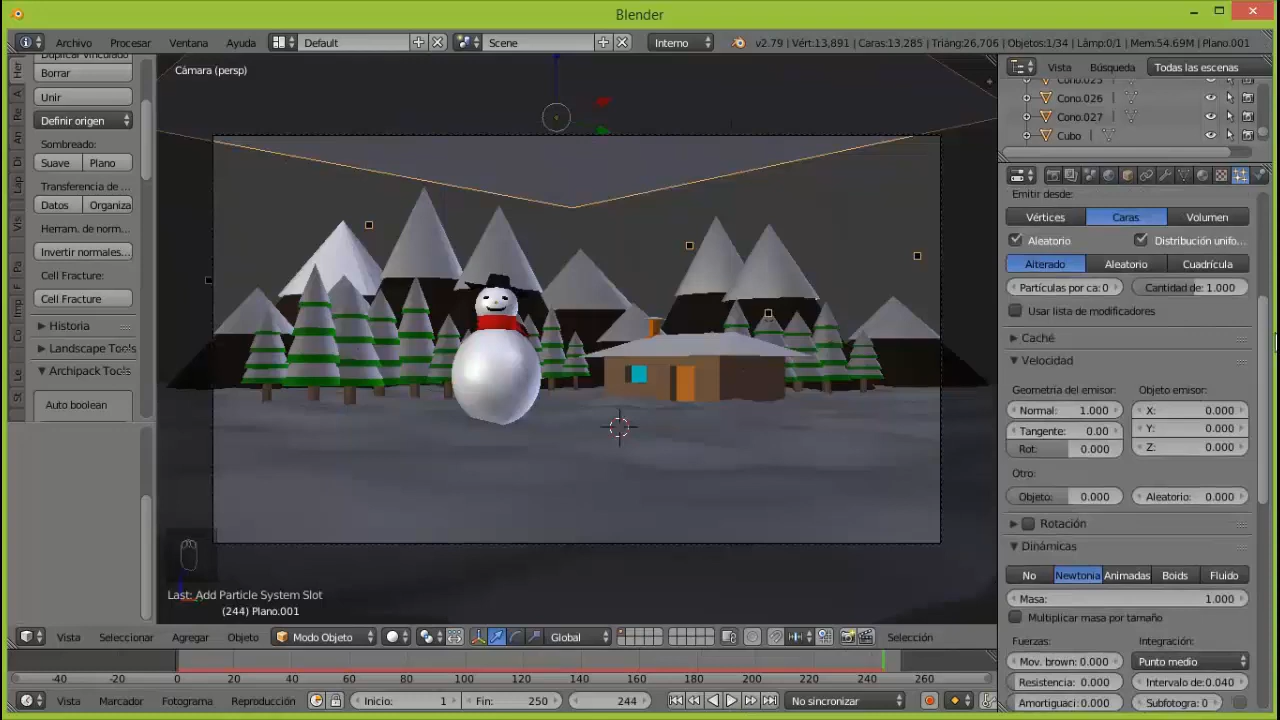 Blender
Archivo Procesar Ventana Ayuda Default Scene Interno v2.79 | Vért:13,891 | Caras:13,285 | Triáng:26,706 | Objetos:1/34 | Lámp:0/1 | Mem:54.69M | Plano.001
Duplicar vinculado
Borrar
Unir
Definir origen
Sombreado:
Suave Plano
Transferencia de ...
Datos Organiza
Herram. de norm...
Invertir normales...
Cell Fracture:
Cell Fracture
Historia
Landscape Tools
Archipack Tools
Auto boolean
Cámara (persp)
Last: Add Particle System Slot
(244) Plano.001
Vista Seleccionar Agregar Objeto Modo Objeto Global Selección
-40 -20 0 20 40 60 80 100 120 140 160 180 200 220 240 260
Vista Marcador Fotograma Reproducción Inicio: 1 Fin: 250 244 No sincronizar
Vista Búsqueda Todas las escenas
Cono.025
Cono.026
Cono.027
Cubo
Emitir desde:
Vértices Caras Volumen
Aleatorio Distribución unifo...
Alterado Aleatorio Cuadrícula
Partículas por ca: 0 Cantidad de: 1.000
Usar lista de modificadores
Caché
Velocidad
Geometría del emisor: Objeto emisor:
Normal: 1.000 X: 0.000
Tangente: 0.00 Y: 0.000
Rot: 0.000 Z: 0.000
Otro:
Objeto: 0.000 Aleatorio: 0.000
Rotación
Dinámicas
No Newtonia Animadas Boids Fluido
Masa: 1.000
Multiplicar masa por tamaño
Fuerzas: Integración:
Mov. brown: 0.000 Punto medio
Resistencia: 0.000 Intervalo de: 0.040
Amortiguaci: 0.000 Subfotogra: 0